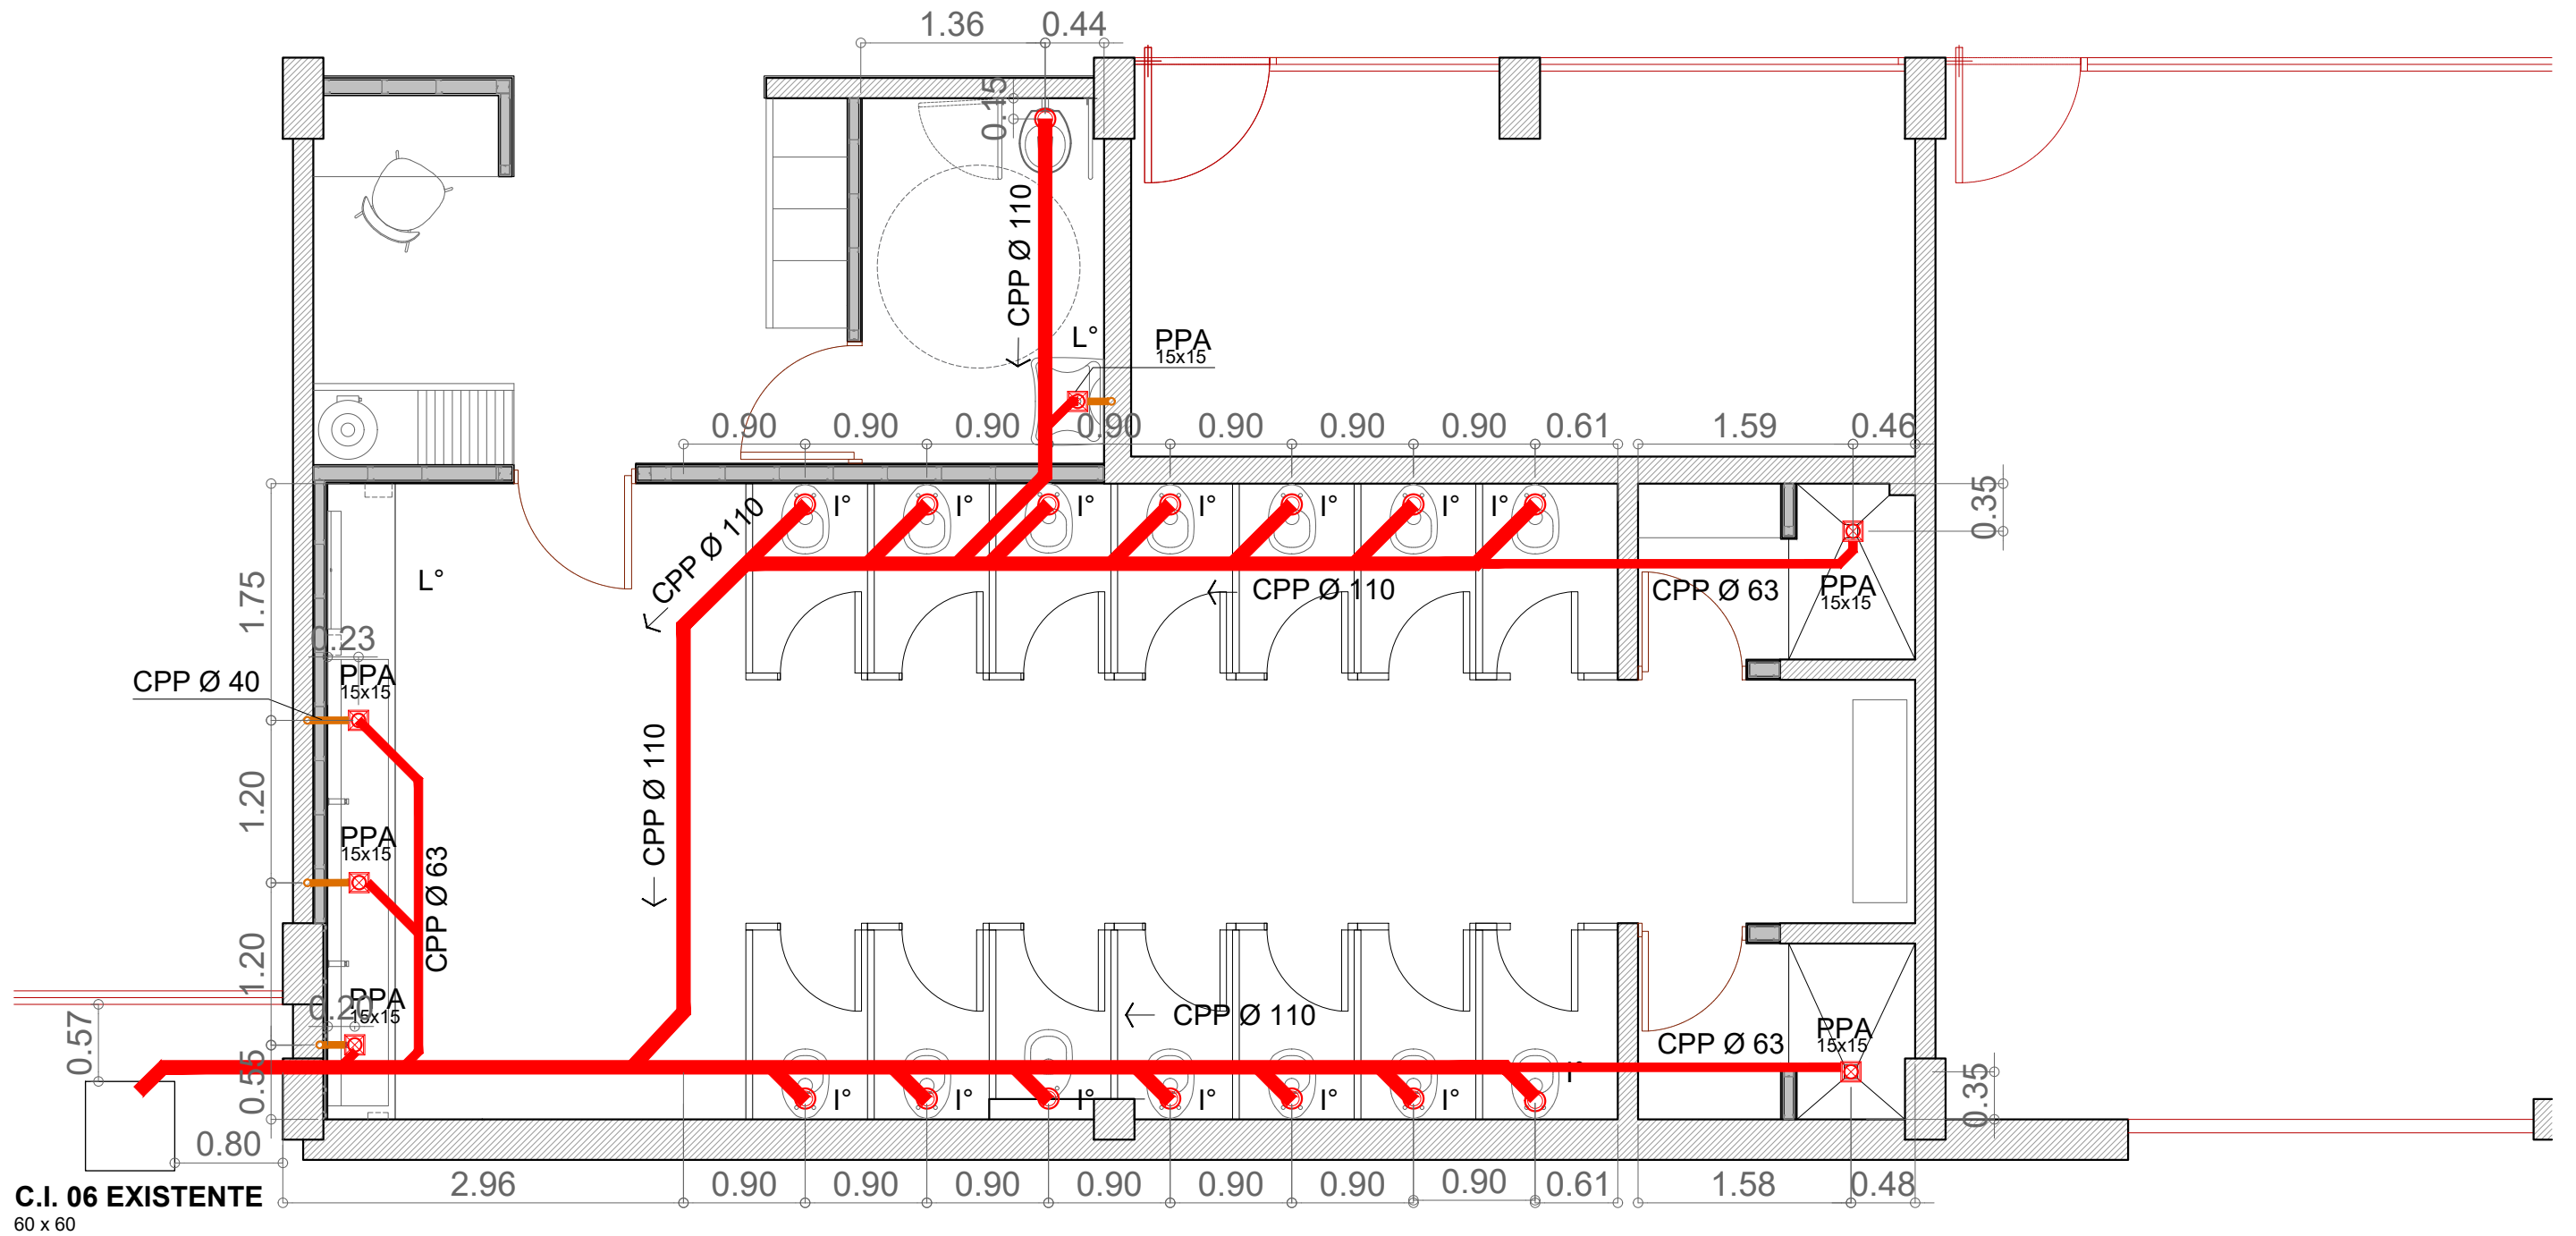 1.36
0.44
0.15
CPP Ø 110
L°
PPA
15x15
0.90
0.90
0.90
0.90
0.90
0.90
0.90
0.61
1.59
0.46
I°
I°
I°
I°
I°
I°
I°
0.35
CPP Ø 110
L°
CPP Ø 110
CPP Ø 63
PPA
15x15
1.75
0.23
CPP Ø 40
PPA
15x15
1.20
CPP Ø 110
PPA
15x15
CPP Ø 63
1.20
PPA
15x15
0.20
0.57
0.55
CPP Ø 110
CPP Ø 63
PPA
15x15
I°
0.35
I°
I°
I°
I°
I°
I°
0.80
2.96
0.90
0.90
0.90
0.90
0.90
0.90
0.90
0.61
1.58
0.48
C.I. 06 EXISTENTE
60 x 60